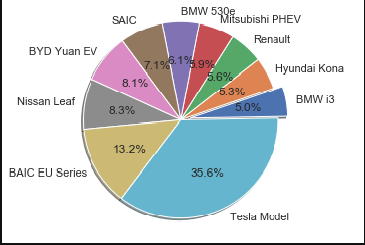 BMW 530e
SAIC
Mitsubishi PHEV
Renault
BYD Yuan EV
Hyundai Kona
Nissan Leaf
BMW i3
BAIC EU Series
Tesla Model
6.1%
5.9%
7.1%
5.6%
8.1%
5.3%
8.3%
5.0%
13.2%
35.6%